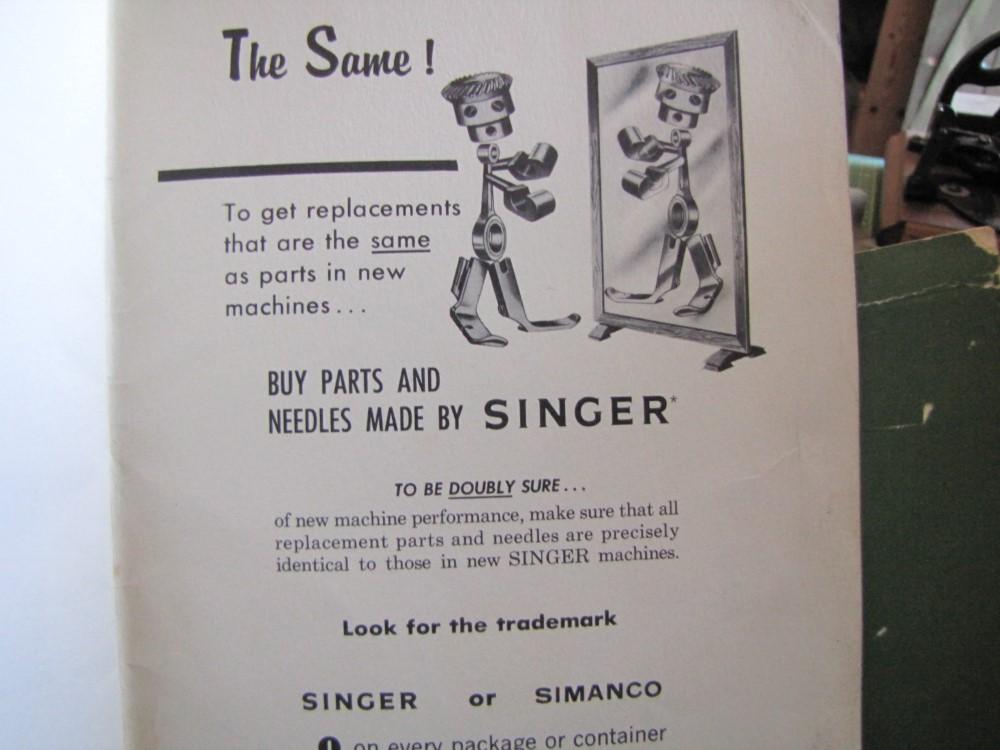 The Same!
To get replacements
that are the same
as parts in new
machines...
BUY PARTS AND
NEEDLES MADE BY SINGER*
TO BE DOUBLY SURE...
of new machine performance, make sure that all
replacement parts and needles are precisely
identical to those in new SINGER machines.
Look for the trademark
SINGER or SIMANCO
on every package or container